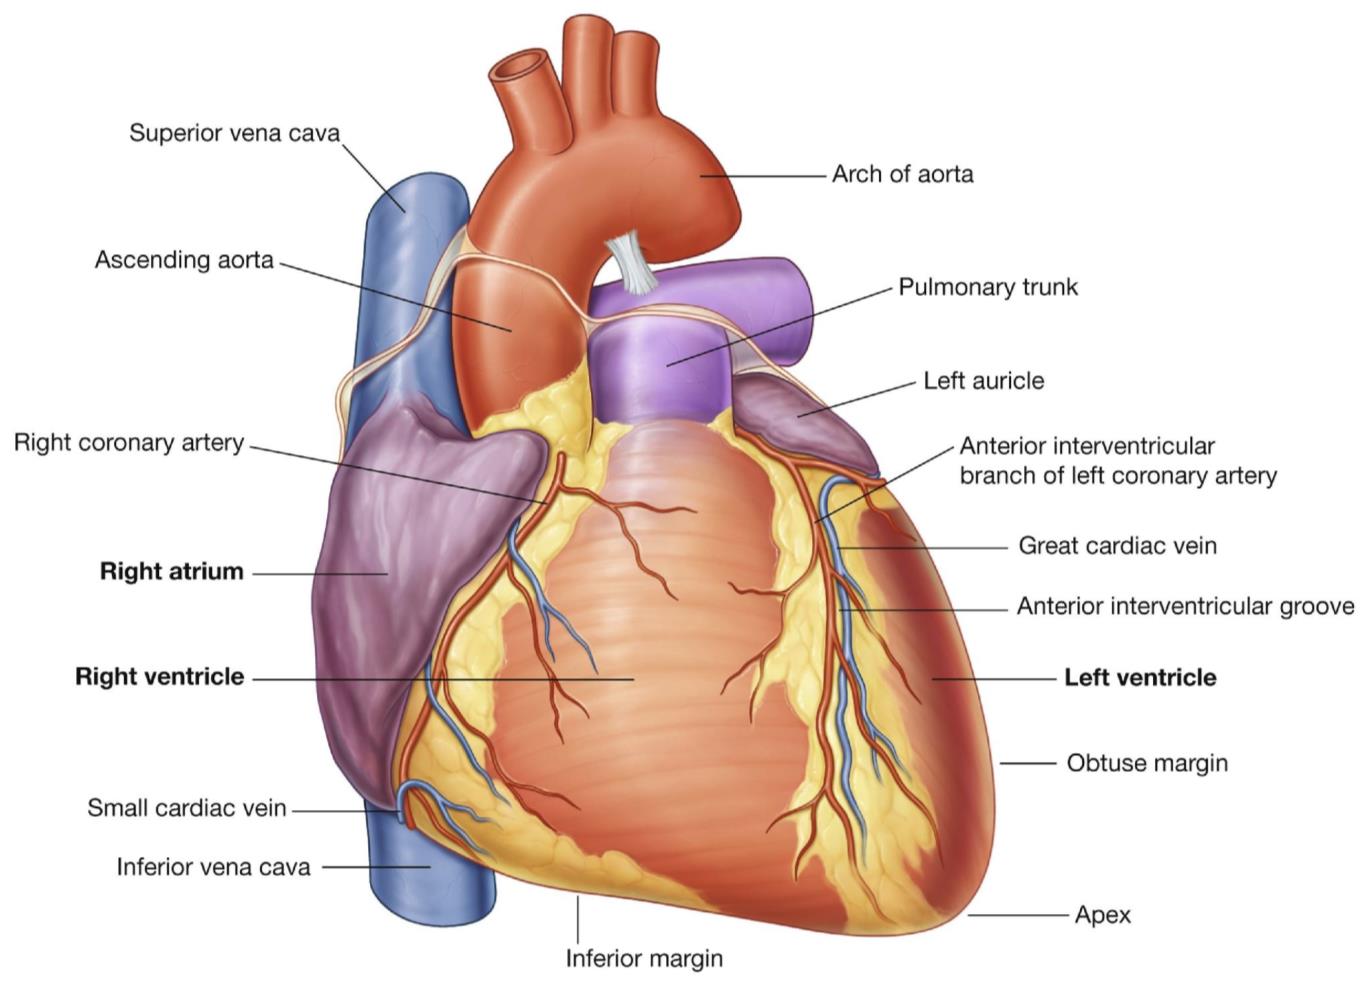 Superior vena cava
Arch of aorta
Ascending aorta
Pulmonary trunk
Left auricle
Right coronary artery
Anterior interventricular
branch of left coronary artery
Great cardiac vein
Right atrium
Anterior interventricular groove
Right ventricle
Left ventricle
Obtuse margin
Small cardiac vein
Inferior vena cava
Apex
Inferior margin